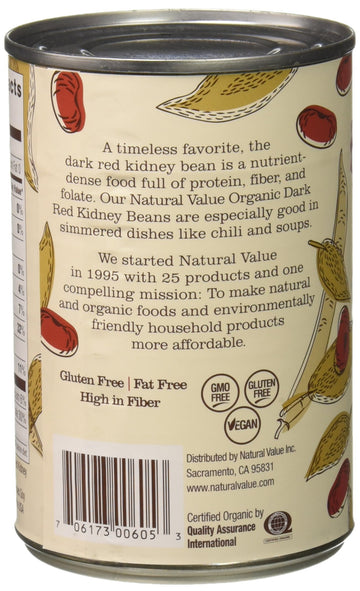 A timeless favorite, the
dark red kidney bean is a nutrient-
dense food full of protein, fiber, and
folate. Our Natural Value Organic Dark
Red Kidney Beans are especially good in
simmered dishes like chili and soups.
We started Natural Value
in 1995 with 25 products and one
compelling mission: To make natural
and organic foods and environmentally
friendly household products
more affordable.
Gluten Free | Fat Free
High in Fiber
GMO
FREE
GLUTEN
FREE
VEGAN
Distributed by Natural Value Inc.
Sacramento, CA 95831
www.naturalvalue.com
Certified Organic by
Quality Assurance
International
7 06173 00605 3